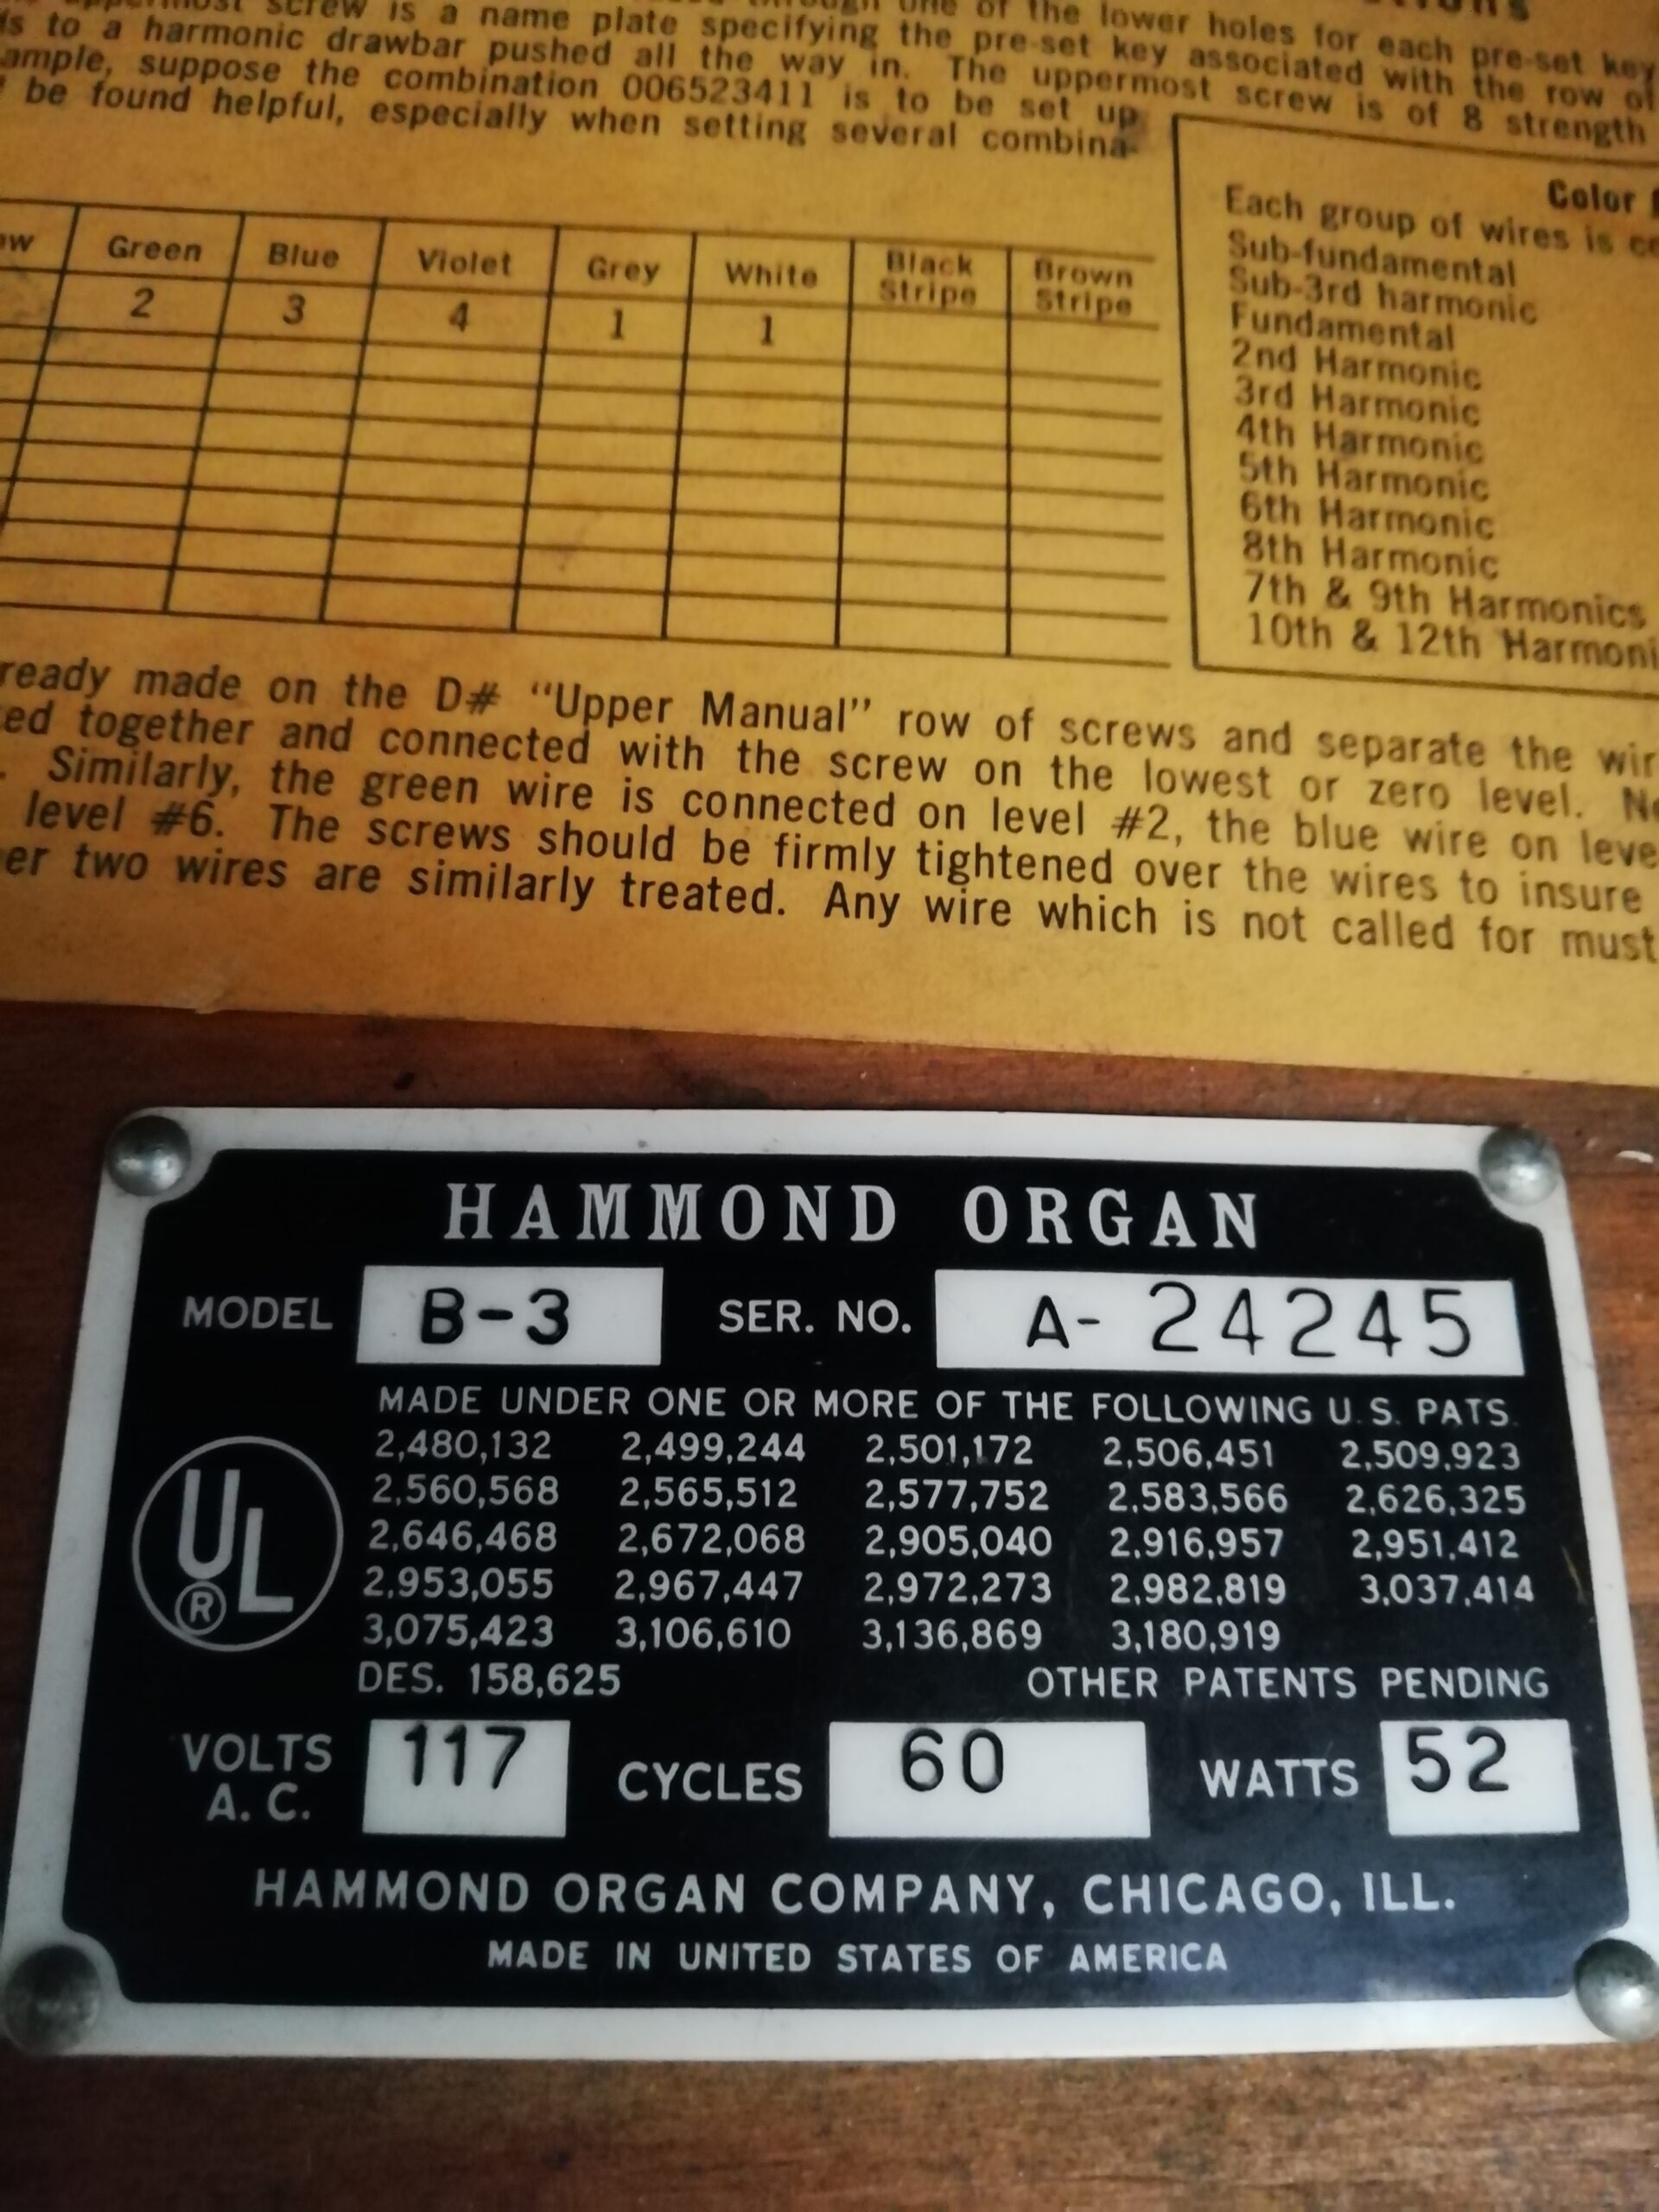 screw is a name plate specifying the pre-set key associated with the row of
to a harmonic drawbar pushed all the way in. The uppermost screw is of 8 strength
suppose the combination 006523411 is to be set up
be found helpful, especially when setting several combina-
Green Blue Violet Grey White Black Stripe Brown Stripe
2 3 4 1 1
Color
Each group of wires is
Sub-fundamental
Sub-3rd harmonic
Fundamental
2nd Harmonic
3rd Harmonic
4th Harmonic
5th Harmonic
6th Harmonic
8th Harmonic
7th & 9th Harmonics
10th & 12th Harmoni
ready made on the D# “Upper Manual” row of screws and separate the wir
ed together and connected with the screw on the lowest or zero level. N
. Similarly, the green wire is connected on level #2, the blue wire on leve
level #6. The screws should be firmly tightened over the wires to insure
er two wires are similarly treated. Any wire which is not called for must
HAMMOND ORGAN
MODEL B-3 SER. NO. A- 24245
MADE UNDER ONE OR MORE OF THE FOLLOWING U.S. PATS.
2,480,132 2,499,244 2,501,172 2,506,451 2,509,923
2,560,568 2,565,512 2,577,752 2,583,566 2,626,325
2,646,468 2,672,068 2,905,040 2,916,957 2,951,412
2,953,055 2,967,447 2,972,273 2,982,819 3,037,414
3,075,423 3,106,610 3,136,869 3,180,919
UL ®
DES. 158,625 OTHER PATENTS PENDING
VOLTS A.C. 117 CYCLES 60 WATTS 52
HAMMOND ORGAN COMPANY, CHICAGO, ILL.
MADE IN UNITED STATES OF AMERICA